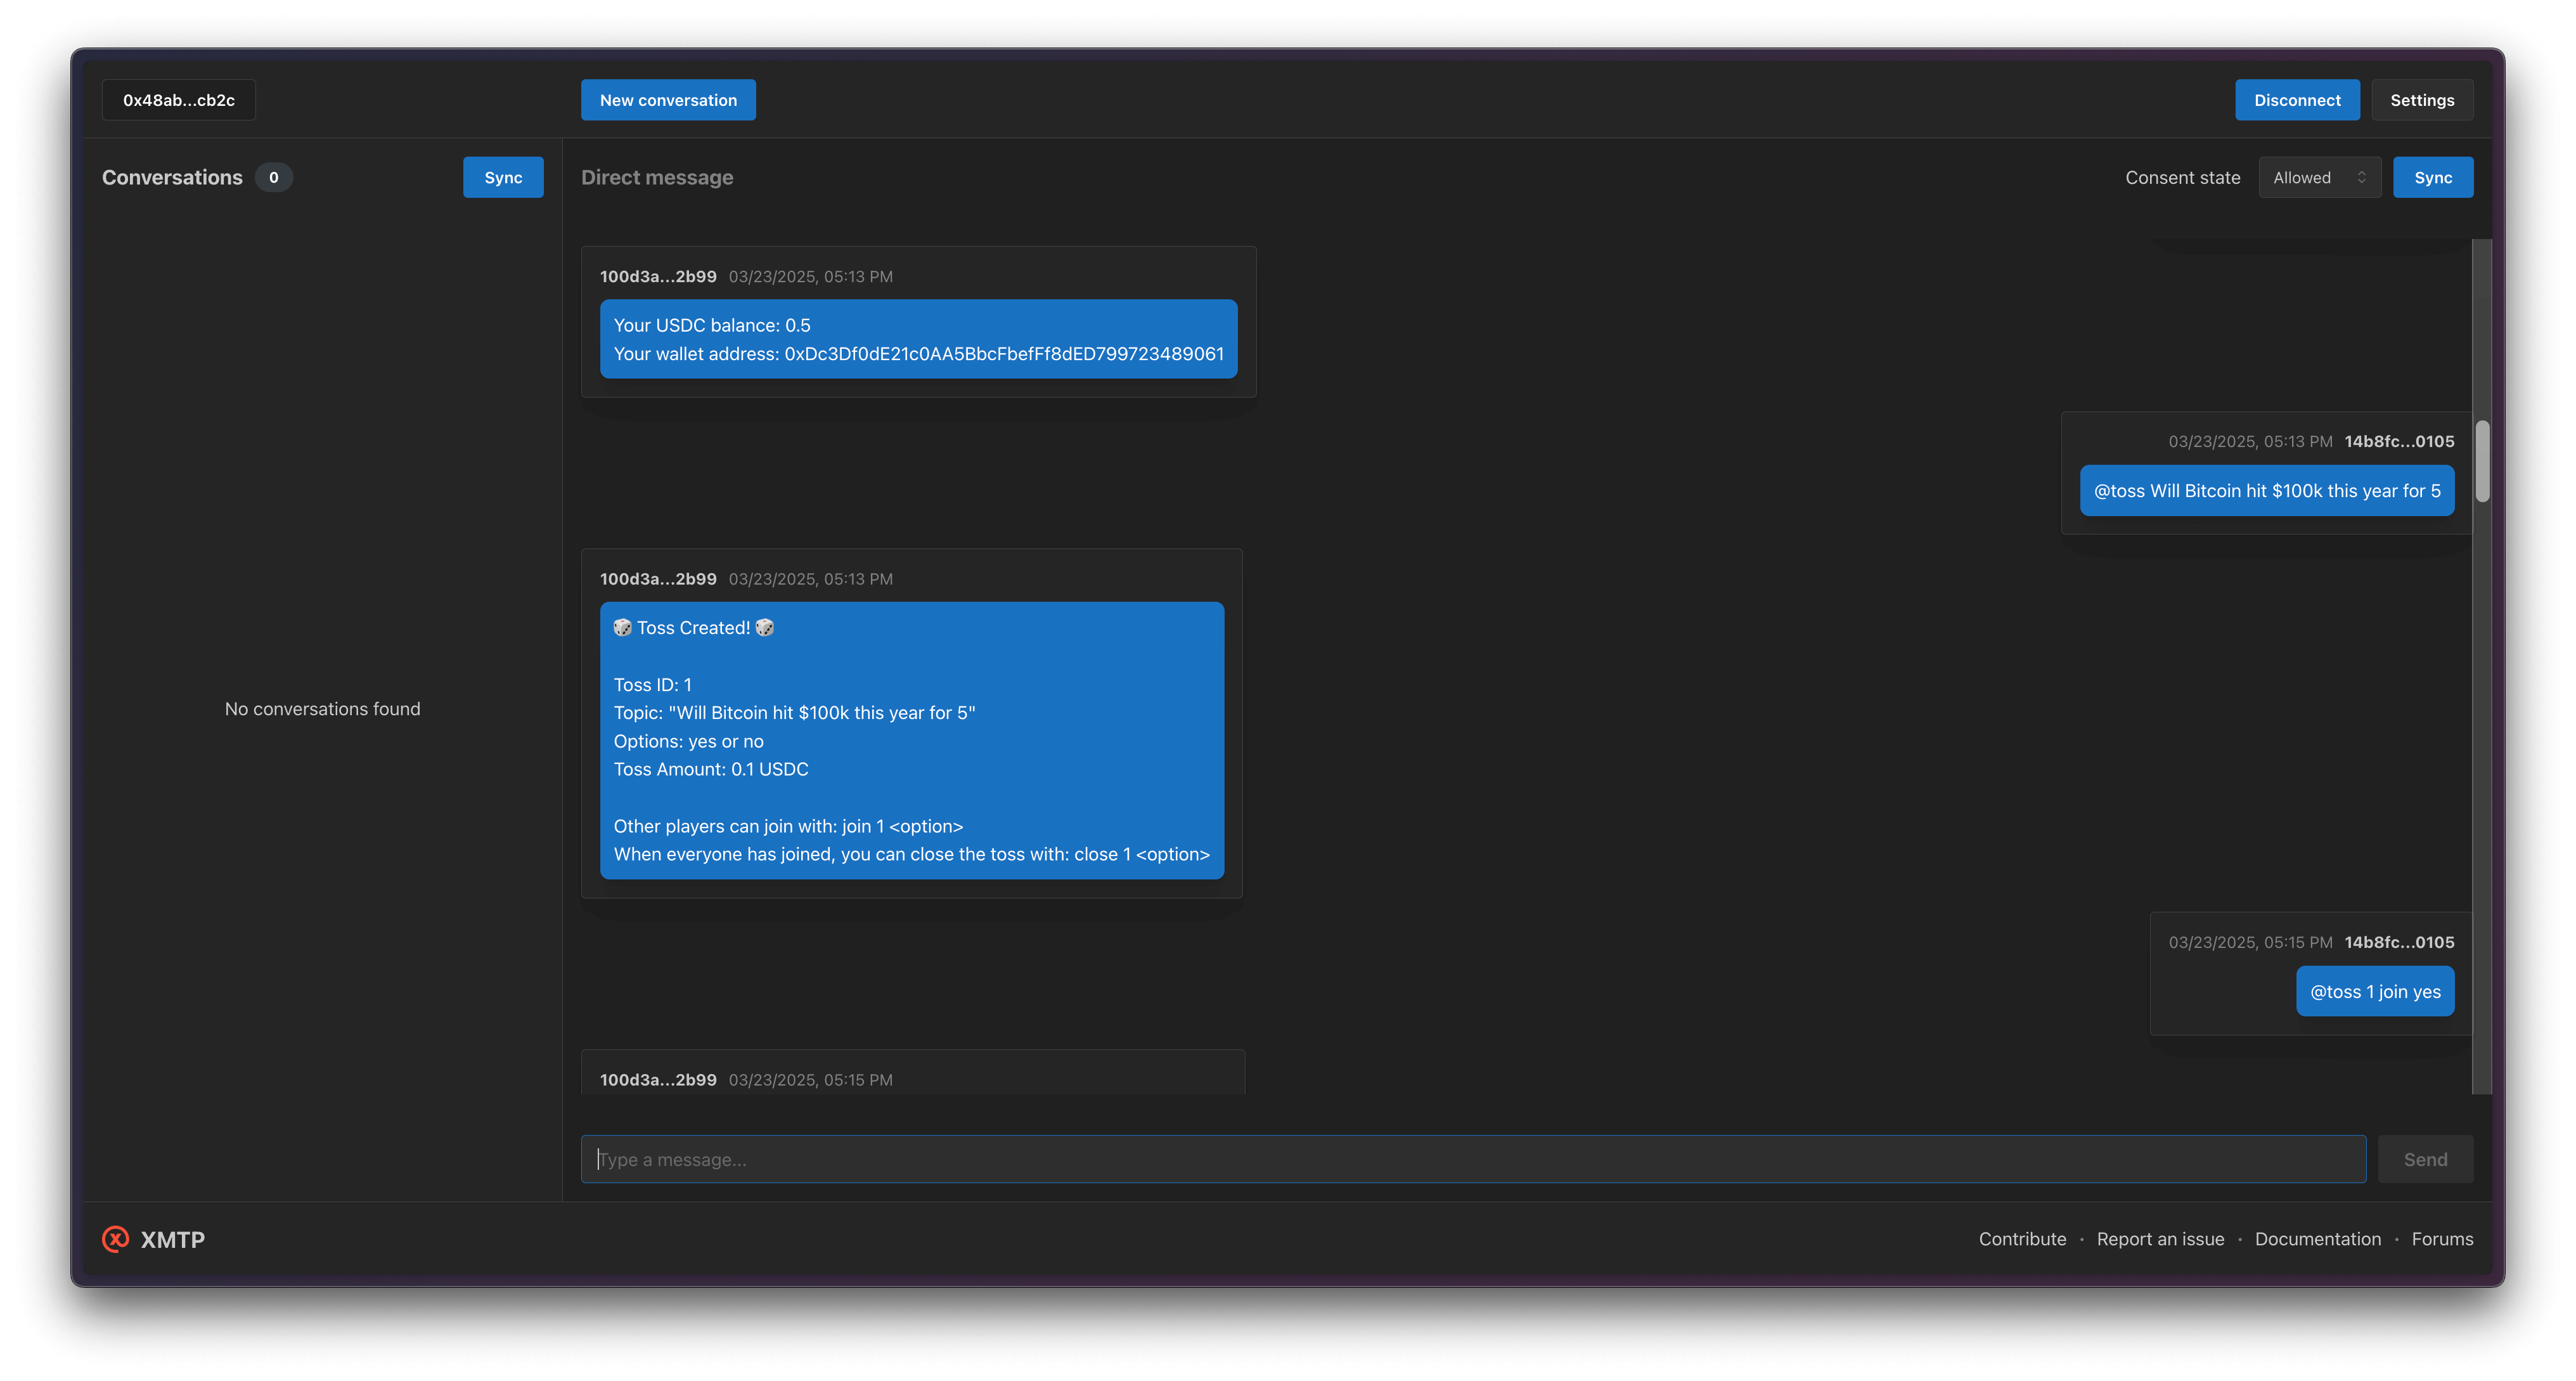 0x48ab...cb2c
New conversation
Disconnect
Settings
Conversations 0
Sync
Direct message
Consent state
Allowed
Sync
100d3a...2b99 03/23/2025, 05:13 PM
Your USDC balance: 0.5
Your wallet address: 0xDc3Df0dE21c0AA5BbcFbefFf8dED799723489061
03/23/2025, 05:13 PM 14b8fc...0105
@toss Will Bitcoin hit $100k this year for 5
100d3a...2b99 03/23/2025, 05:13 PM
🎲 Toss Created! 🎲
Toss ID: 1
Topic: "Will Bitcoin hit $100k this year for 5"
Options: yes or no
Toss Amount: 0.1 USDC
Other players can join with: join 1 <option>
When everyone has joined, you can close the toss with: close 1 <option>
No conversations found
03/23/2025, 05:15 PM 14b8fc...0105
@toss 1 join yes
100d3a...2b99 03/23/2025, 05:15 PM
Type a message...
Send
XMTP
Contribute · Report an issue · Documentation · Forums